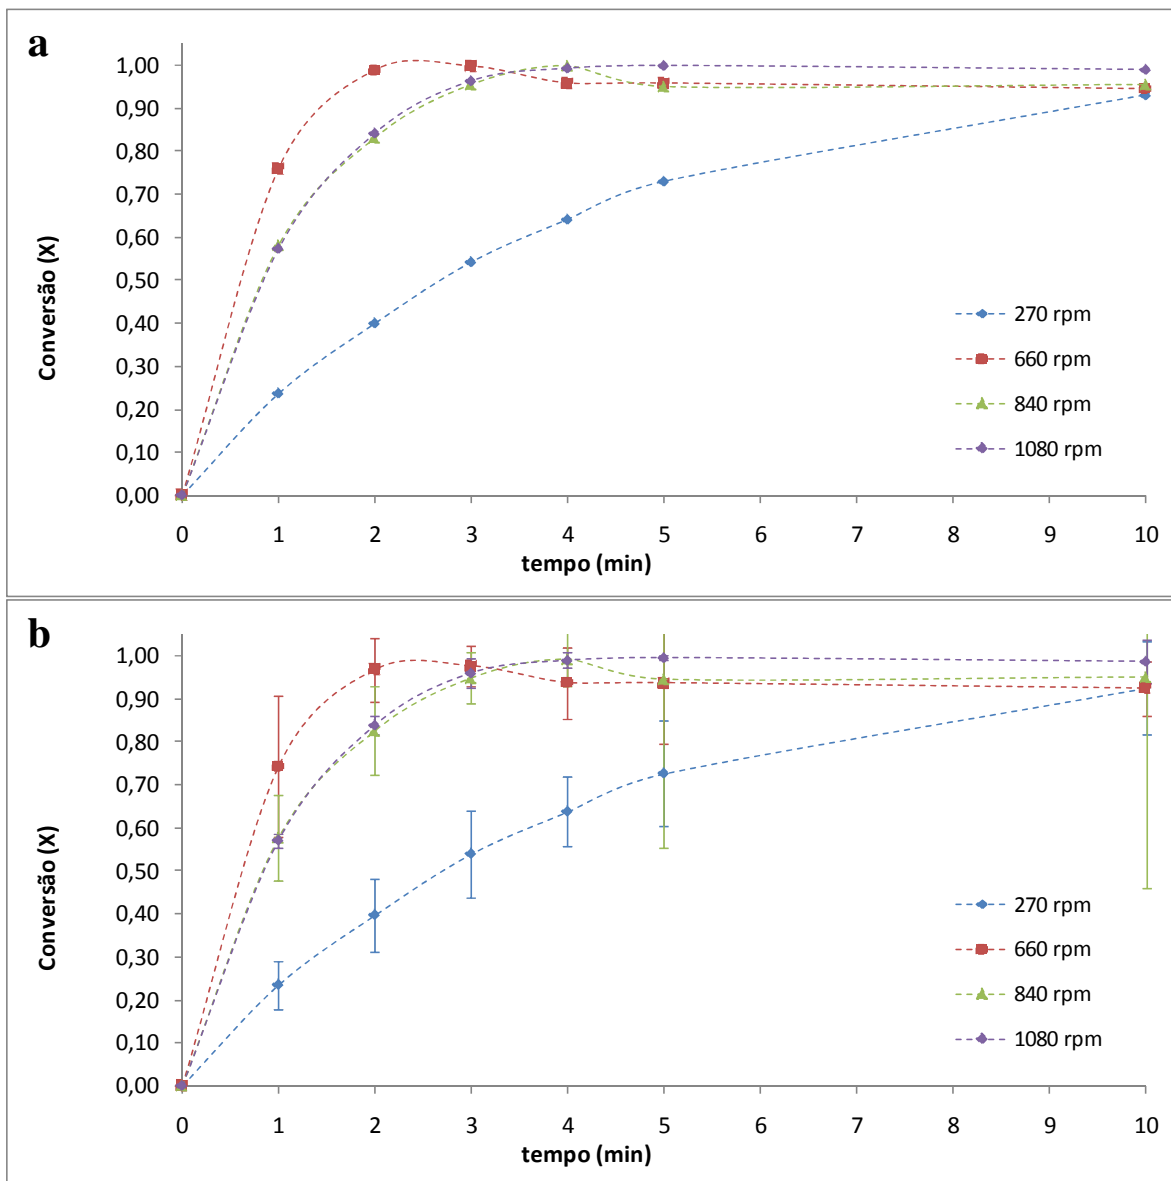 a
1,00
0,90
0,80
0,70
0,60
0,50
0,40
0,30
0,20
0,10
0,00
Conversão (X)
270 rpm
660 rpm
840 rpm
1080 rpm
0 1 2 3 4 5 6 7 8 9 10
tempo (min)
b
1,00
0,90
0,80
0,70
0,60
0,50
0,40
0,30
0,20
0,10
0,00
Conversão (X)
270 rpm
660 rpm
840 rpm
1080 rpm
0 1 2 3 4 5 6 7 8 9 10
tempo (min)